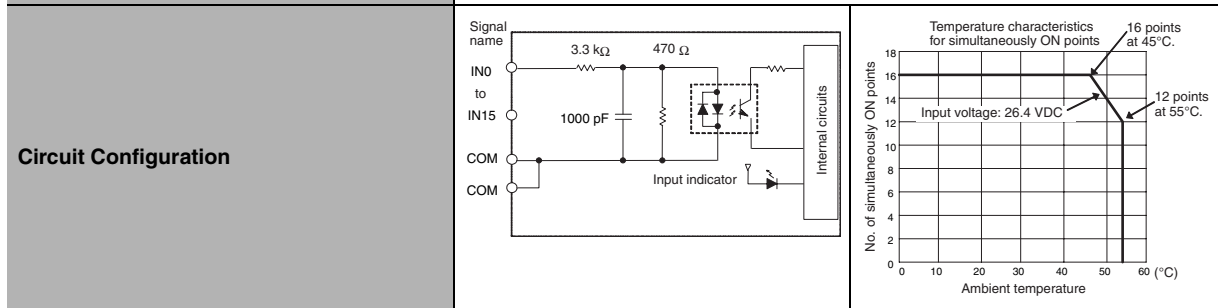 Circuit Configuration
Signal
name
3.3 kΩ
470 Ω
IN0
to
IN15
1000 pF
COM
COM
Input indicator
Internal circuits
Temperature characteristics
for simultaneously ON points
16 points
at 45°C.
12 points
at 55°C.
Input voltage: 26.4 VDC
No. of simultaneously ON points
18
16
14
12
10
8
6
4
2
0
0 10 20 30 40 50 60 (°C)
Ambient temperature